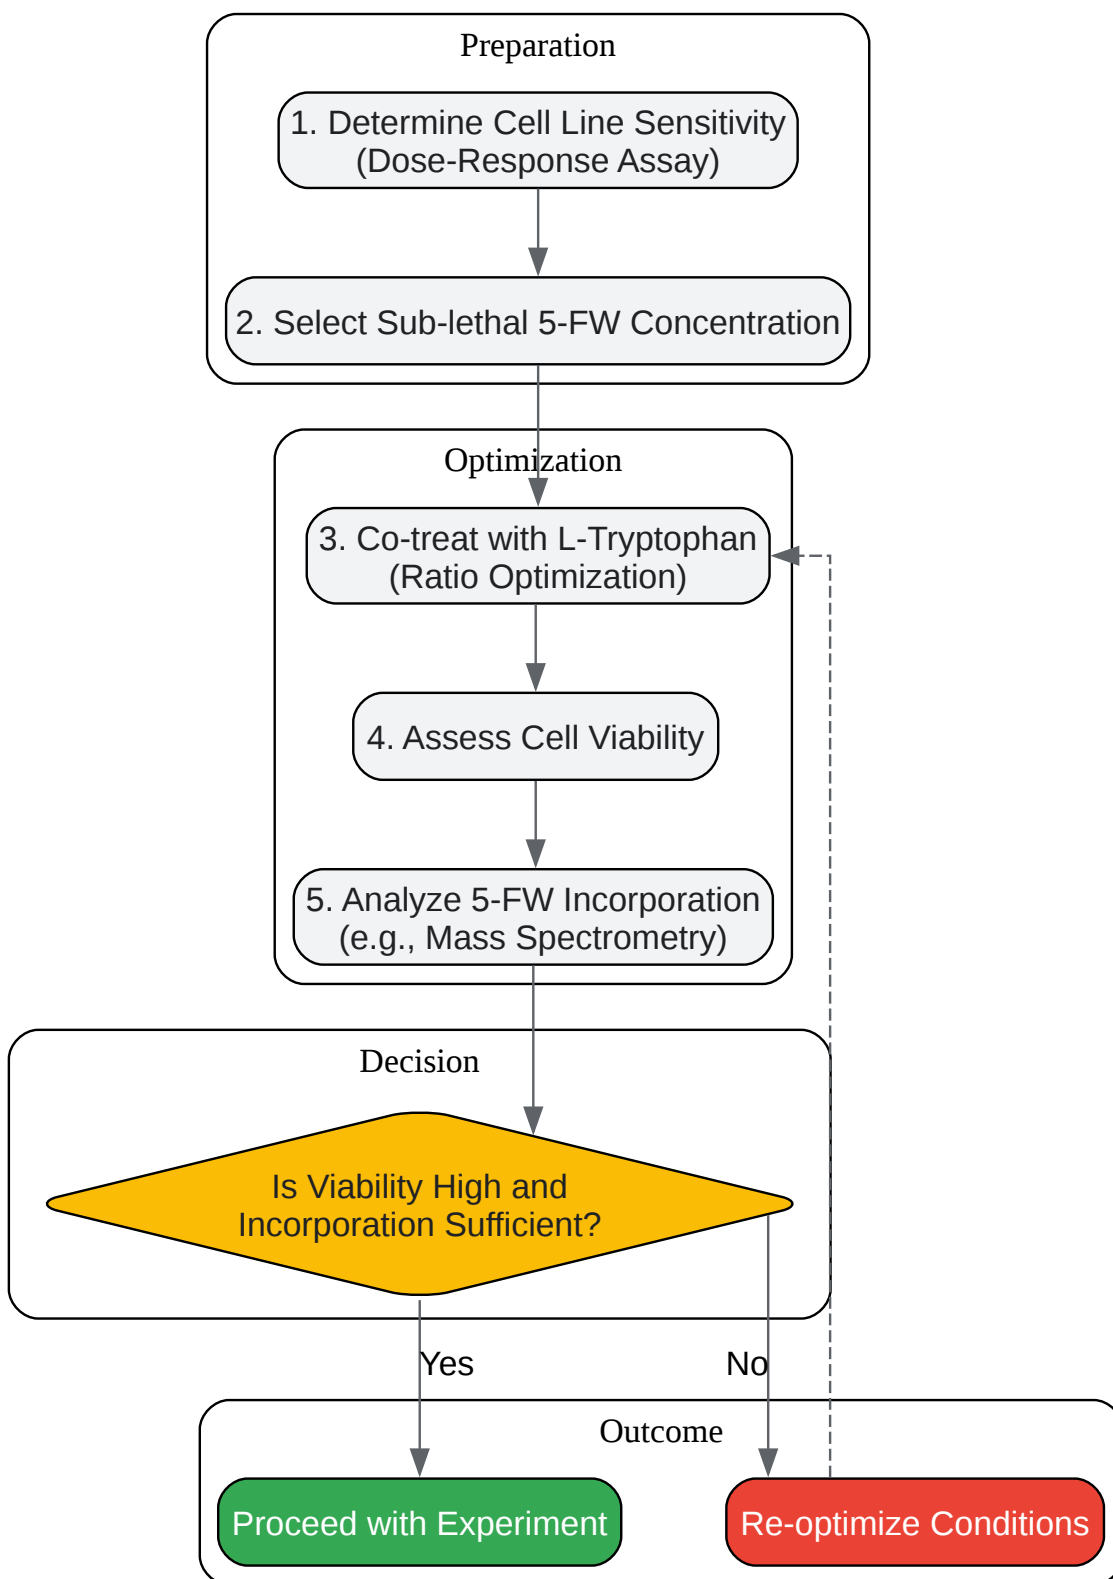 Preparation
1. Determine Cell Line Sensitivity
(Dose-Response Assay)
2. Select Sub-lethal 5-FW Concentration
Optimization
3. Co-treat with L-Tryptophan
(Ratio Optimization)
4. Assess Cell Viability
5. Analyze 5-FW Incorporation
(e.g., Mass Spectrometry)
Decision
Is Viability High and
Incorporation Sufficient?
Yes
No
Outcome
Proceed with Experiment
Re-optimize Conditions